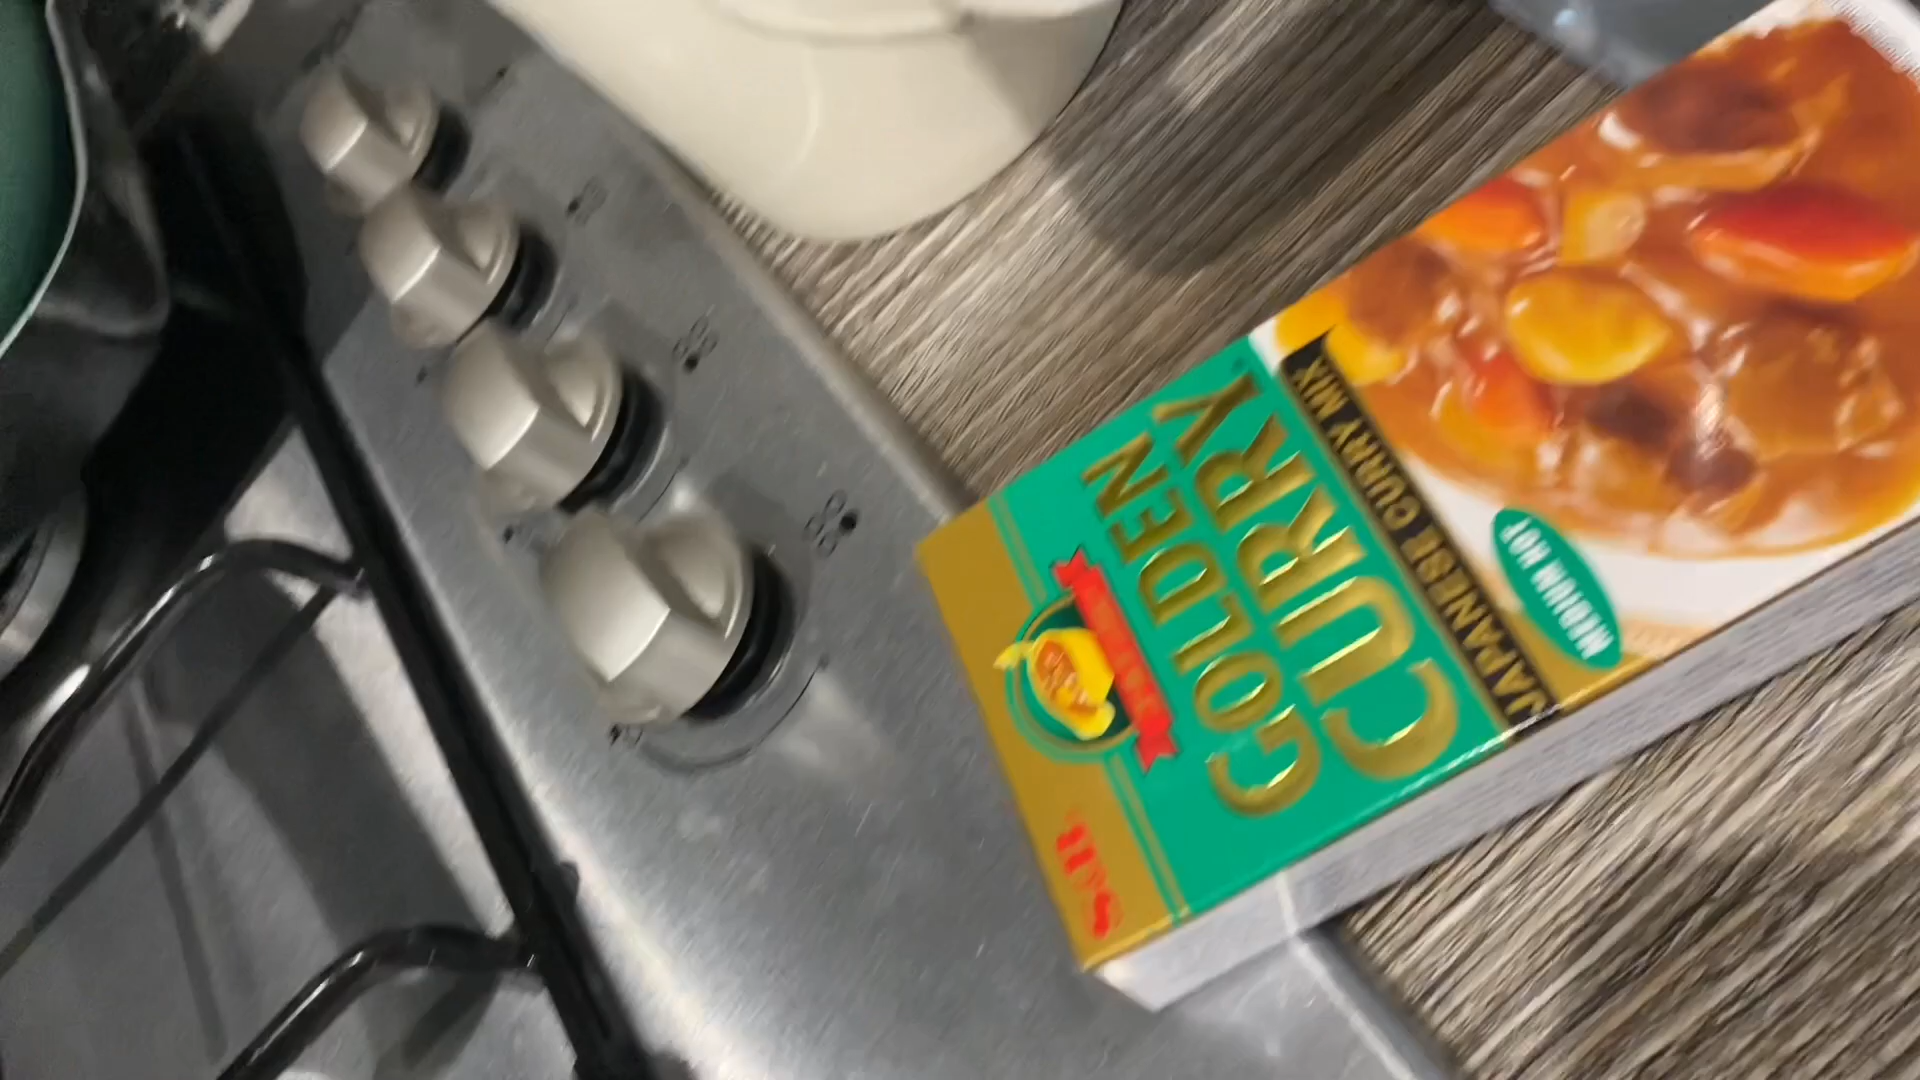 S&B
GOLDEN
CURRY
JAPANESE CURRY MIX
MEDIUM HOT